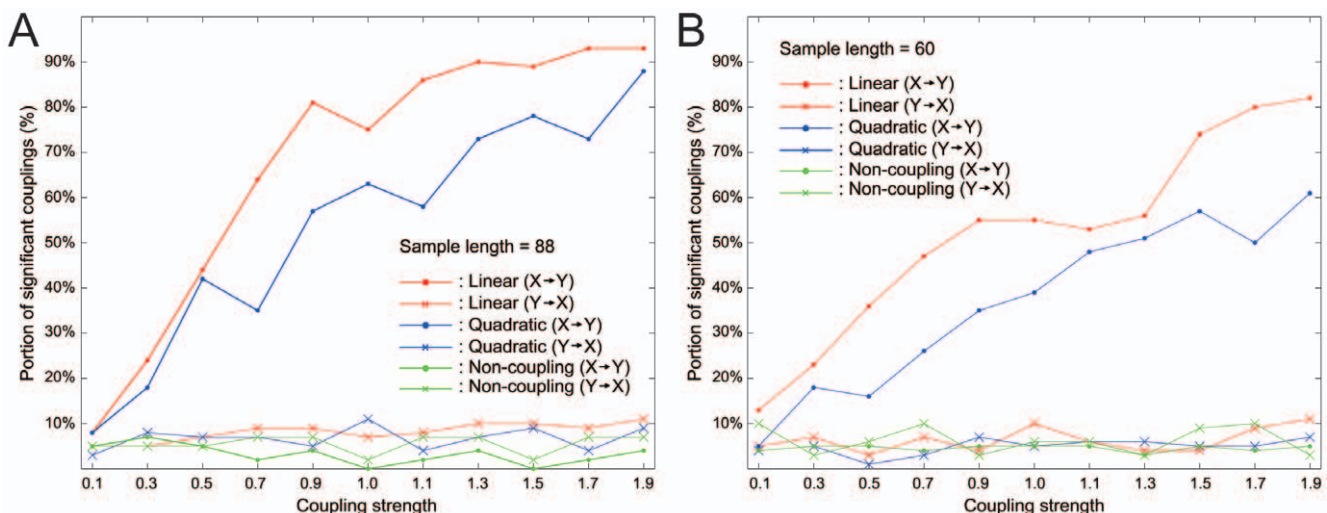 A
Portion of significant couplings (%)
90%
80%
70%
60%
50%
40%
30%
20%
10%
Sample length = 88
: Linear (X→Y)
: Linear (Y→X)
: Quadratic (X→Y)
: Quadratic (Y→X)
: Non-coupling (X→Y)
: Non-coupling (Y→X)
0.1 0.3 0.5 0.7 0.9 1.0 1.1 1.3 1.5 1.7 1.9
Coupling strength
B
Portion of significant couplings (%)
90%
80%
70%
60%
50%
40%
30%
20%
10%
Sample length = 60
: Linear (X→Y)
: Linear (Y→X)
: Quadratic (X→Y)
: Quadratic (Y→X)
: Non-coupling (X→Y)
: Non-coupling (Y→X)
0.1 0.3 0.5 0.7 0.9 1.0 1.1 1.3 1.5 1.7 1.9
Coupling strength